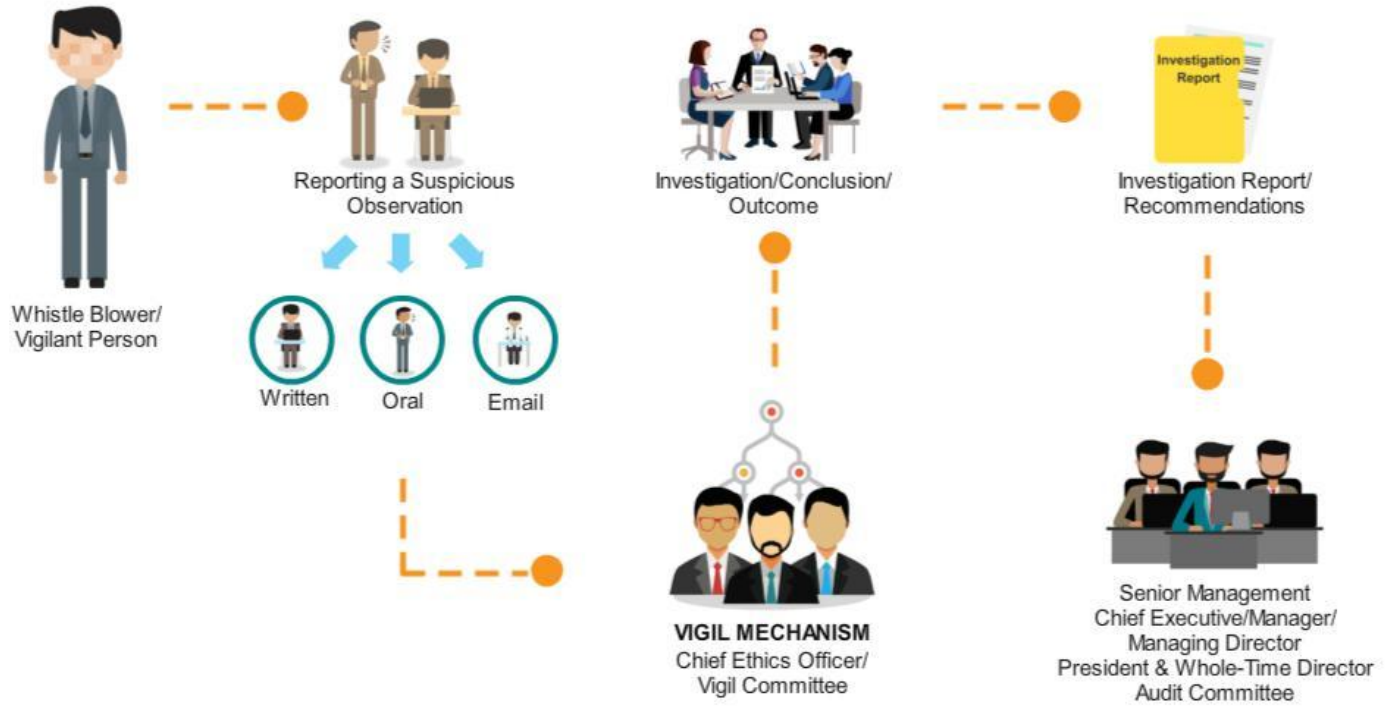 Whistle Blower/
Vigilant Person
Reporting a Suspicious
Observation
Written
Oral
Email
VIGIL MECHANISM
Chief Ethics Officer/
Vigil Committee
Investigation/Conclusion/
Outcome
Investigation
Report
Investigation Report/
Recommendations
Senior Management
Chief Executive/Manager/
Managing Director
President & Whole-Time Director
Audit Committee